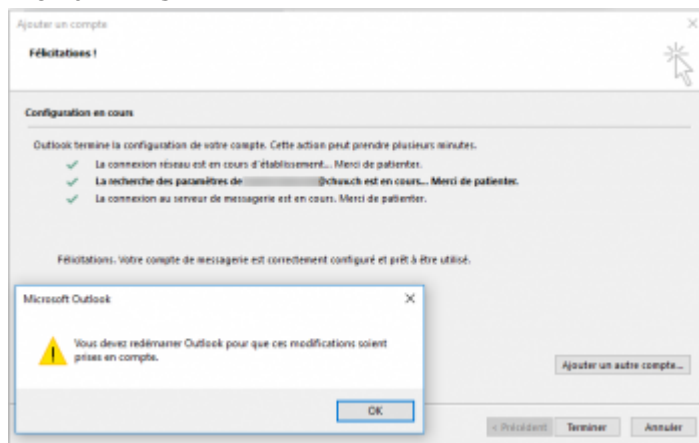 Ajouter un compte
Félicitations !
Configuration en cours
Outlook termine la configuration de votre compte. Cette action peut prendre plusieurs minutes.
La connexion réseau est en cours d'établissement... Merci de patienter.
La recherche des paramètres de @chuv.ch est en cours... Merci de patienter.
La connexion au serveur de messagerie est en cours. Merci de patienter.
Félicitations. Votre compte de messagerie est correctement configuré et prêt à être utilisé.
Microsoft Outlook
Vous devez redémarrer Outlook pour que ces modifications soient
prises en compte.
OK
Ajouter un autre compte...
< Précédent Terminer Annuler